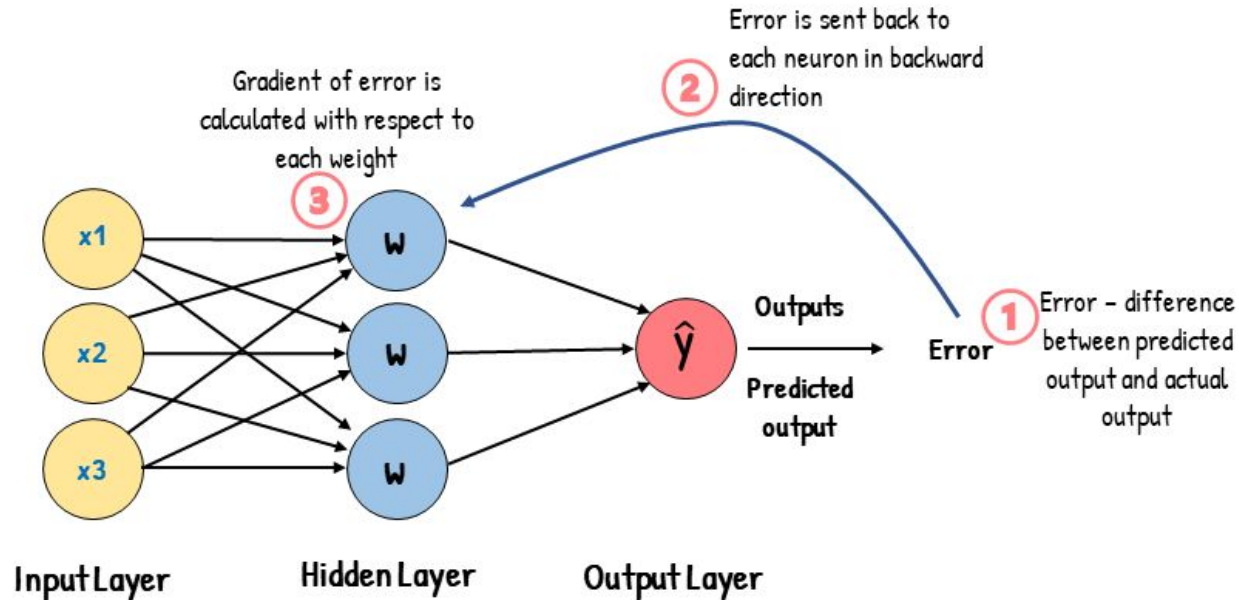 Error is sent back to
each neuron in backward
direction
2
Gradient of error is
calculated with respect to
each weight
3
x1
x2
x3
w
w
w
ŷ
Outputs
Predicted
output
Error
1
Error – difference
between predicted
output and actual
output
Input Layer
Hidden Layer
Output Layer